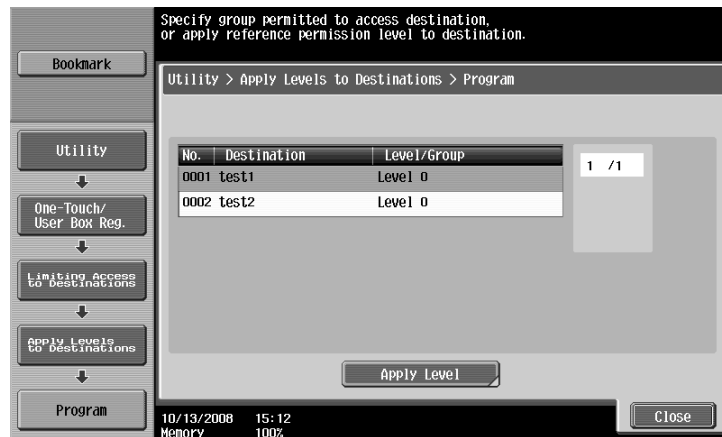 Specify group permitted to access destination,
or apply reference permission level to destination.
Bookmark
Utility > Apply Levels to Destinations > Program
Utility
One-Touch/
User Box Reg.
Limiting Access
to Destinations
Apply Levels
to Destinations
Program
No. Destination Level/Group
0001 test1 Level 0
0002 test2 Level 0
1 /1
Apply Level
10/13/2008 15:12
Memory 100%
Close